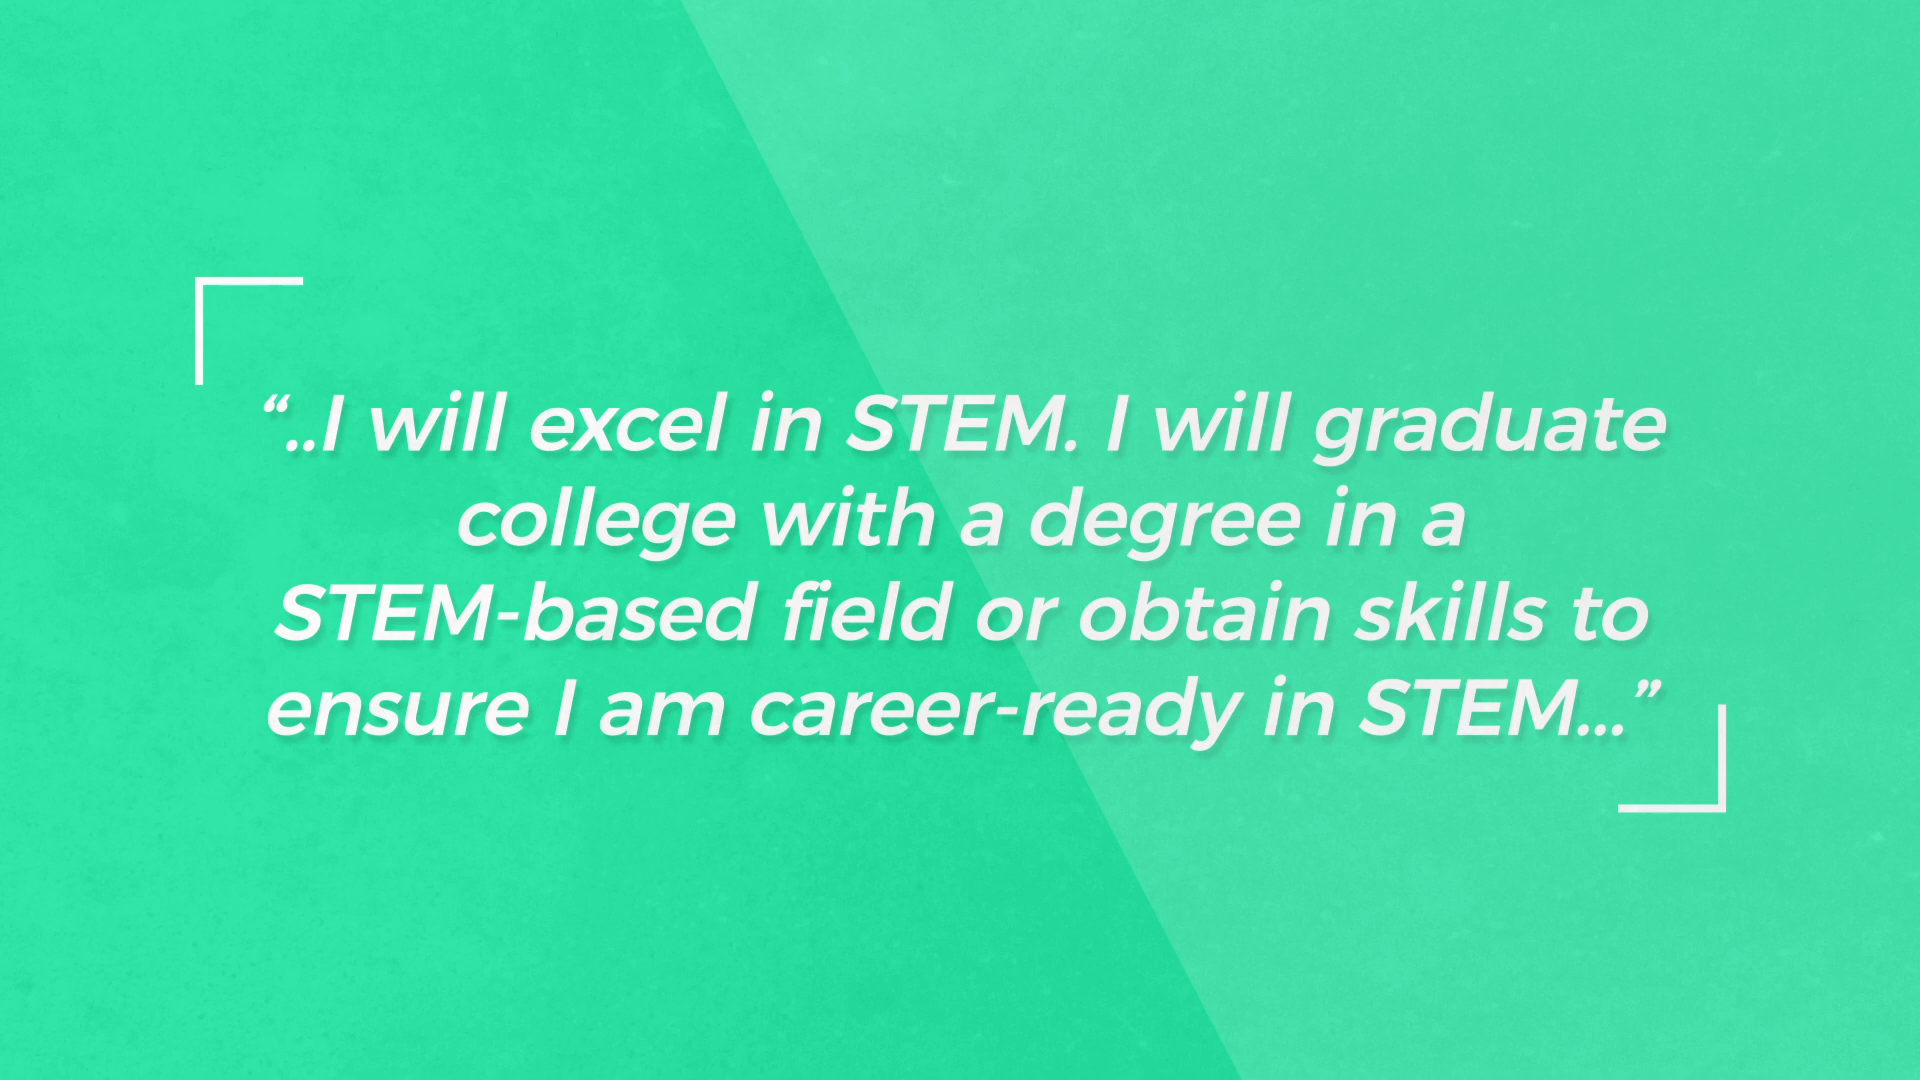 “..I will excel in STEM. I will graduate
college with a degree in a
STEM-based field or obtain skills to
ensure I am career-ready in STEM...”